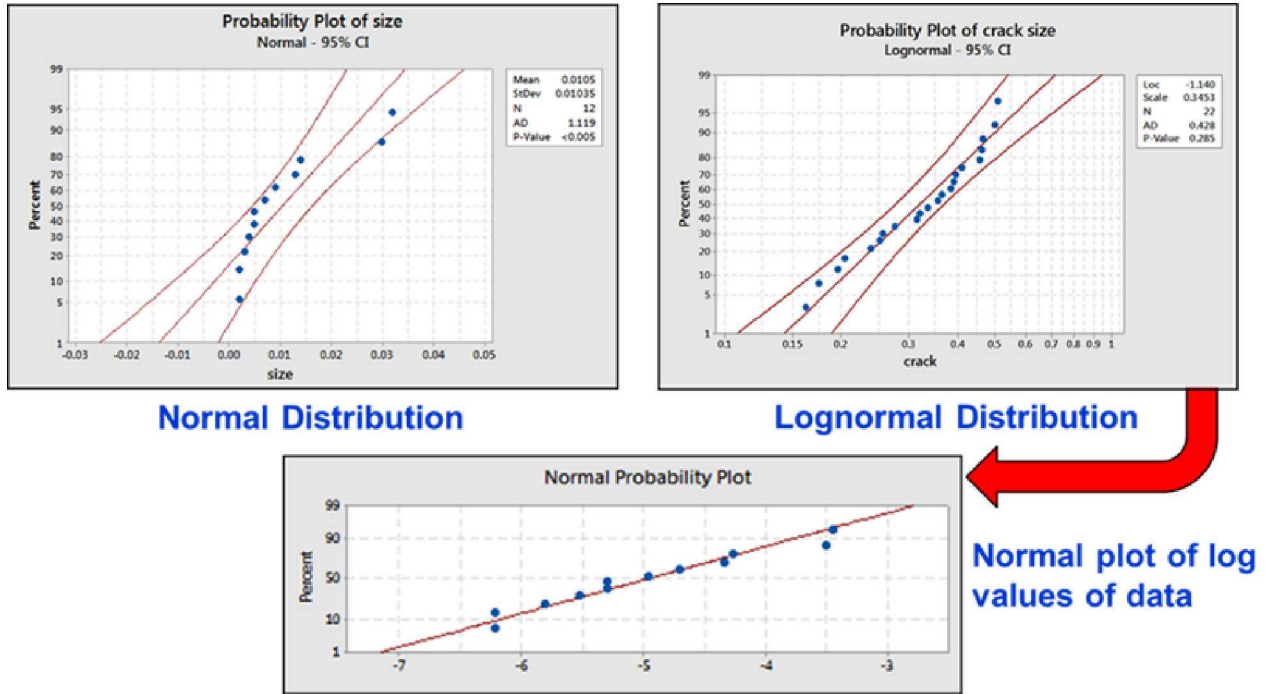 Probability Plot of size
Normal - 95% CI
Mean 0.0105
StDev 0.01035
N 12
AD 1.119
P-Value <0.005
Percent
99
95
90
80
70
60
50
40
30
20
10
5
1
-0.03 -0.02 -0.01 0.00 0.01 0.02 0.03 0.04 0.05
size
Normal Distribution
Probability Plot of crack size
Lognormal - 95% CI
Loc -1.140
Scale 0.3453
N 22
AD 0.428
P-Value 0.285
Percent
99
95
90
80
70
60
50
40
30
20
10
5
1
0.1 0.15 0.2 0.3 0.4 0.5 0.6 0.7 0.8 0.9 1
crack
Lognormal Distribution
Normal Probability Plot
Percent
99
90
50
10
1
-7 -6 -5 -4 -3
Normal plot of log
values of data